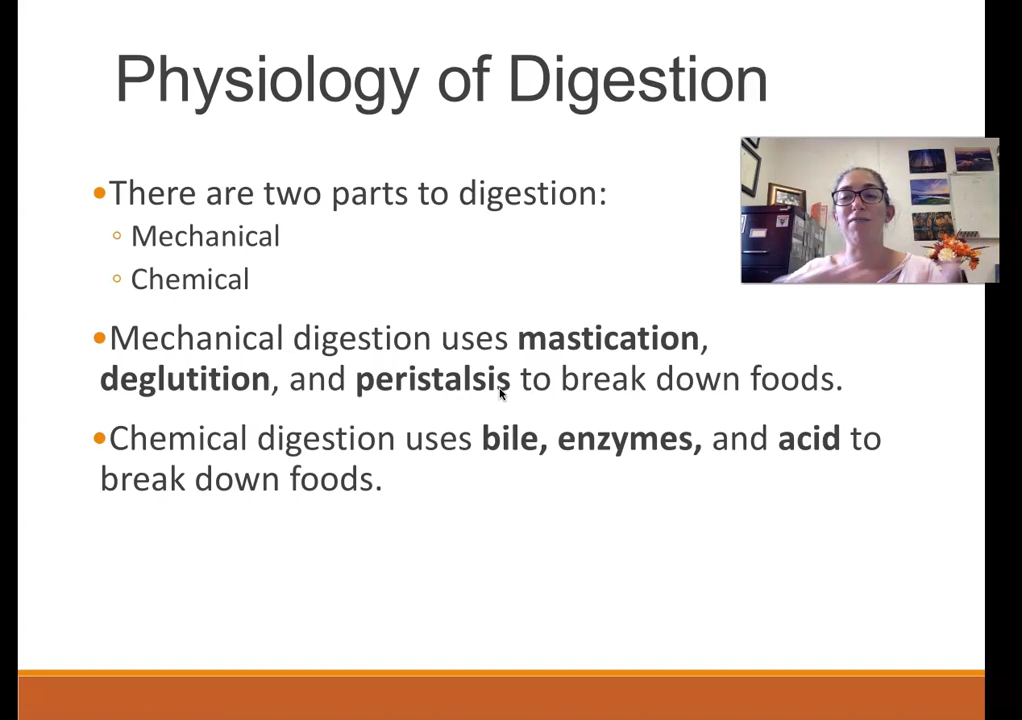 Physiology of Digestion
•There are two parts to digestion:
◦ Mechanical
◦ Chemical
•Mechanical digestion uses mastication,
deglutition, and peristalsis to break down foods.
•Chemical digestion uses bile, enzymes, and acid to
break down foods.